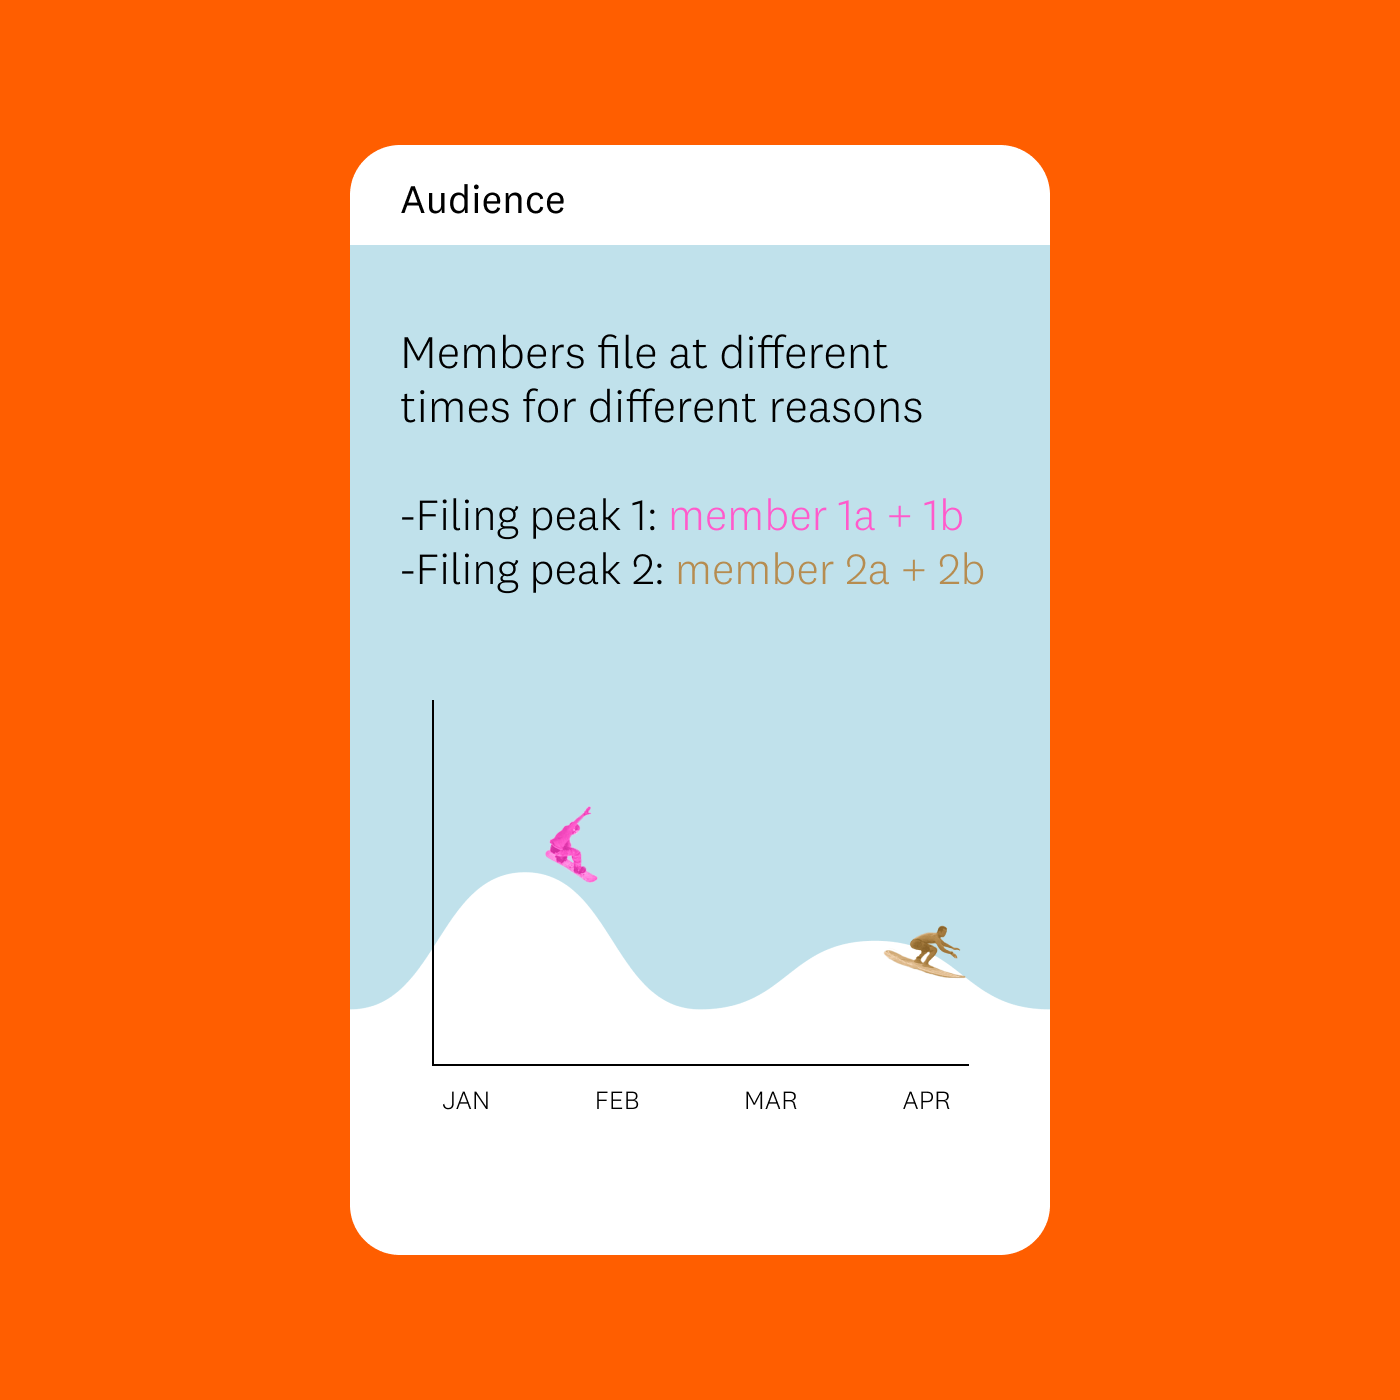 Audience
Members file at different
times for different reasons
-Filing peak 1: member 1a + 1b
-Filing peak 2: member 2a + 2b
JAN FEB MAR APR